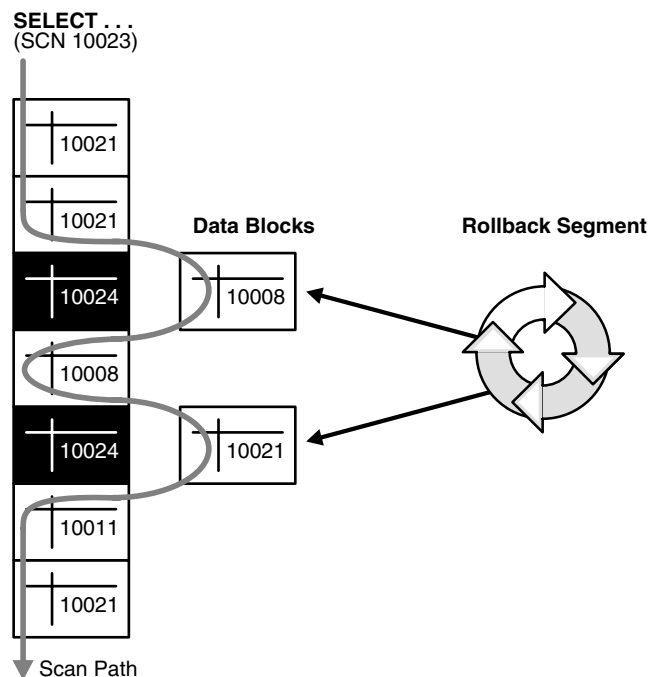 SELECT . . .
(SCN 10023)
10021
10021
Data Blocks
Rollback Segment
10024
10008
10008
10024
10021
10011
10021
Scan Path